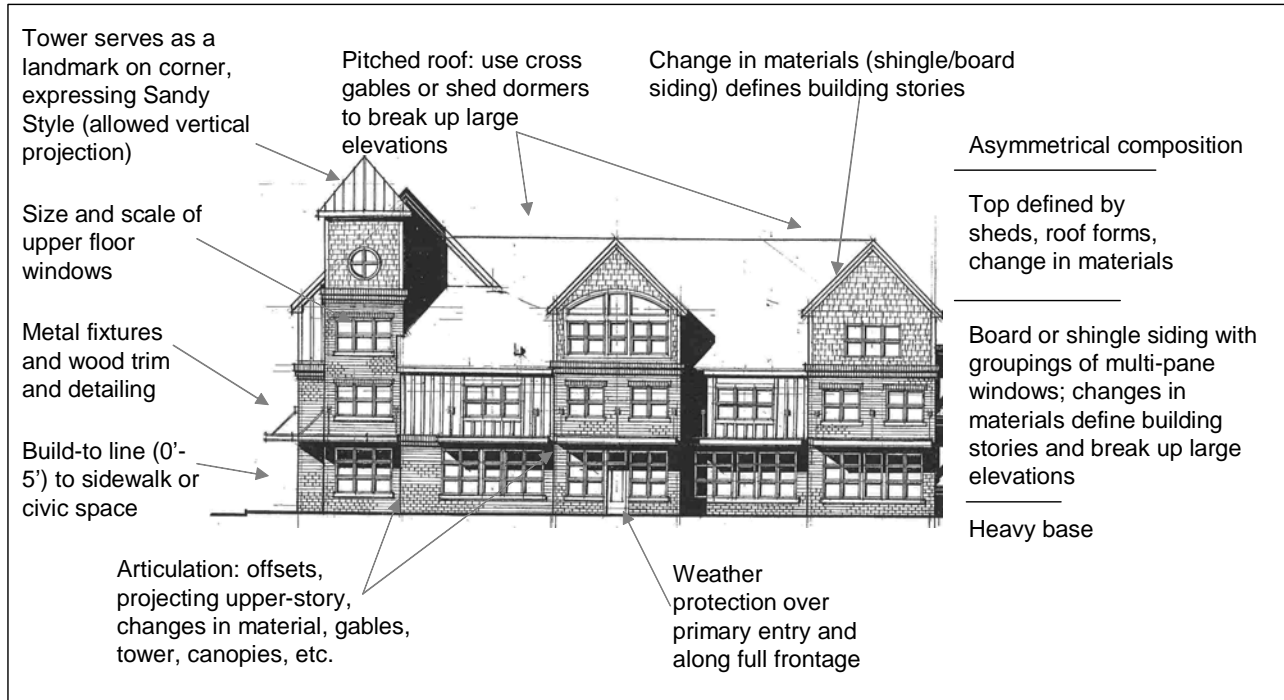 Tower serves as a
landmark on corner,
expressing Sandy
Style (allowed vertical
projection)
Pitched roof: use cross
gables or shed dormers
to break up large
elevations
Change in materials (shingle/board
siding) defines building stories
Asymmetrical composition
Size and scale of
upper floor
windows
Top defined by
sheds, roof forms,
change in materials
Metal fixtures
and wood trim
and detailing
Board or shingle siding with
groupings of multi-pane
windows; changes in
materials define building
stories and break up large
elevations
Build-to line (0’-
5’) to sidewalk or
civic space
Heavy base
Articulation: offsets,
projecting upper-story,
changes in material, gables,
tower, canopies, etc.
Weather
protection over
primary entry and
along full frontage